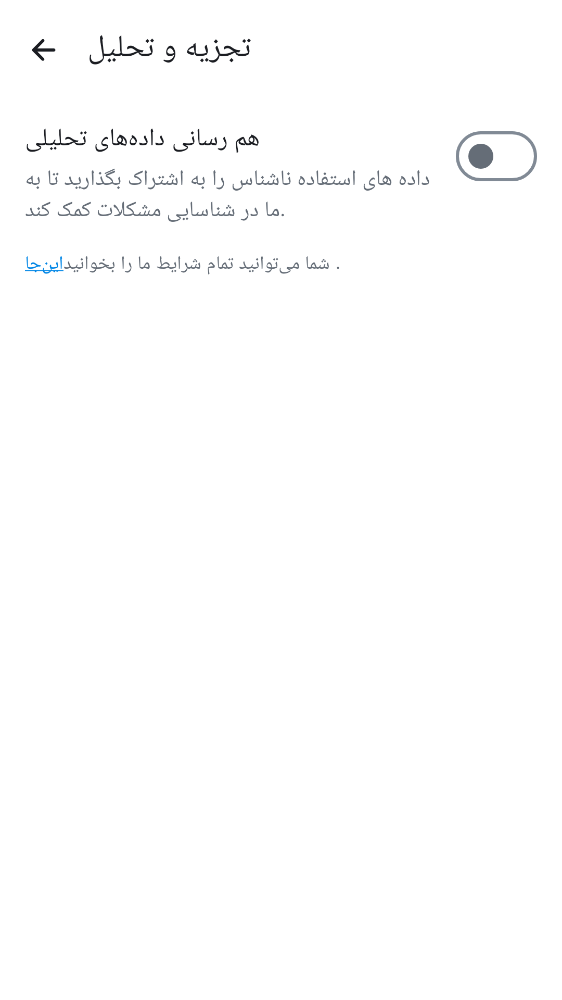 تجزیه و تحلیل
هم رسانی داده‌های تحلیلی
داده های استفاده ناشناس را به اشتراک بگذارید تا به
ما در شناسایی مشکلات کمک کند.
شما می‌توانید تمام شرایط ما را بخوانیداین‌جا .